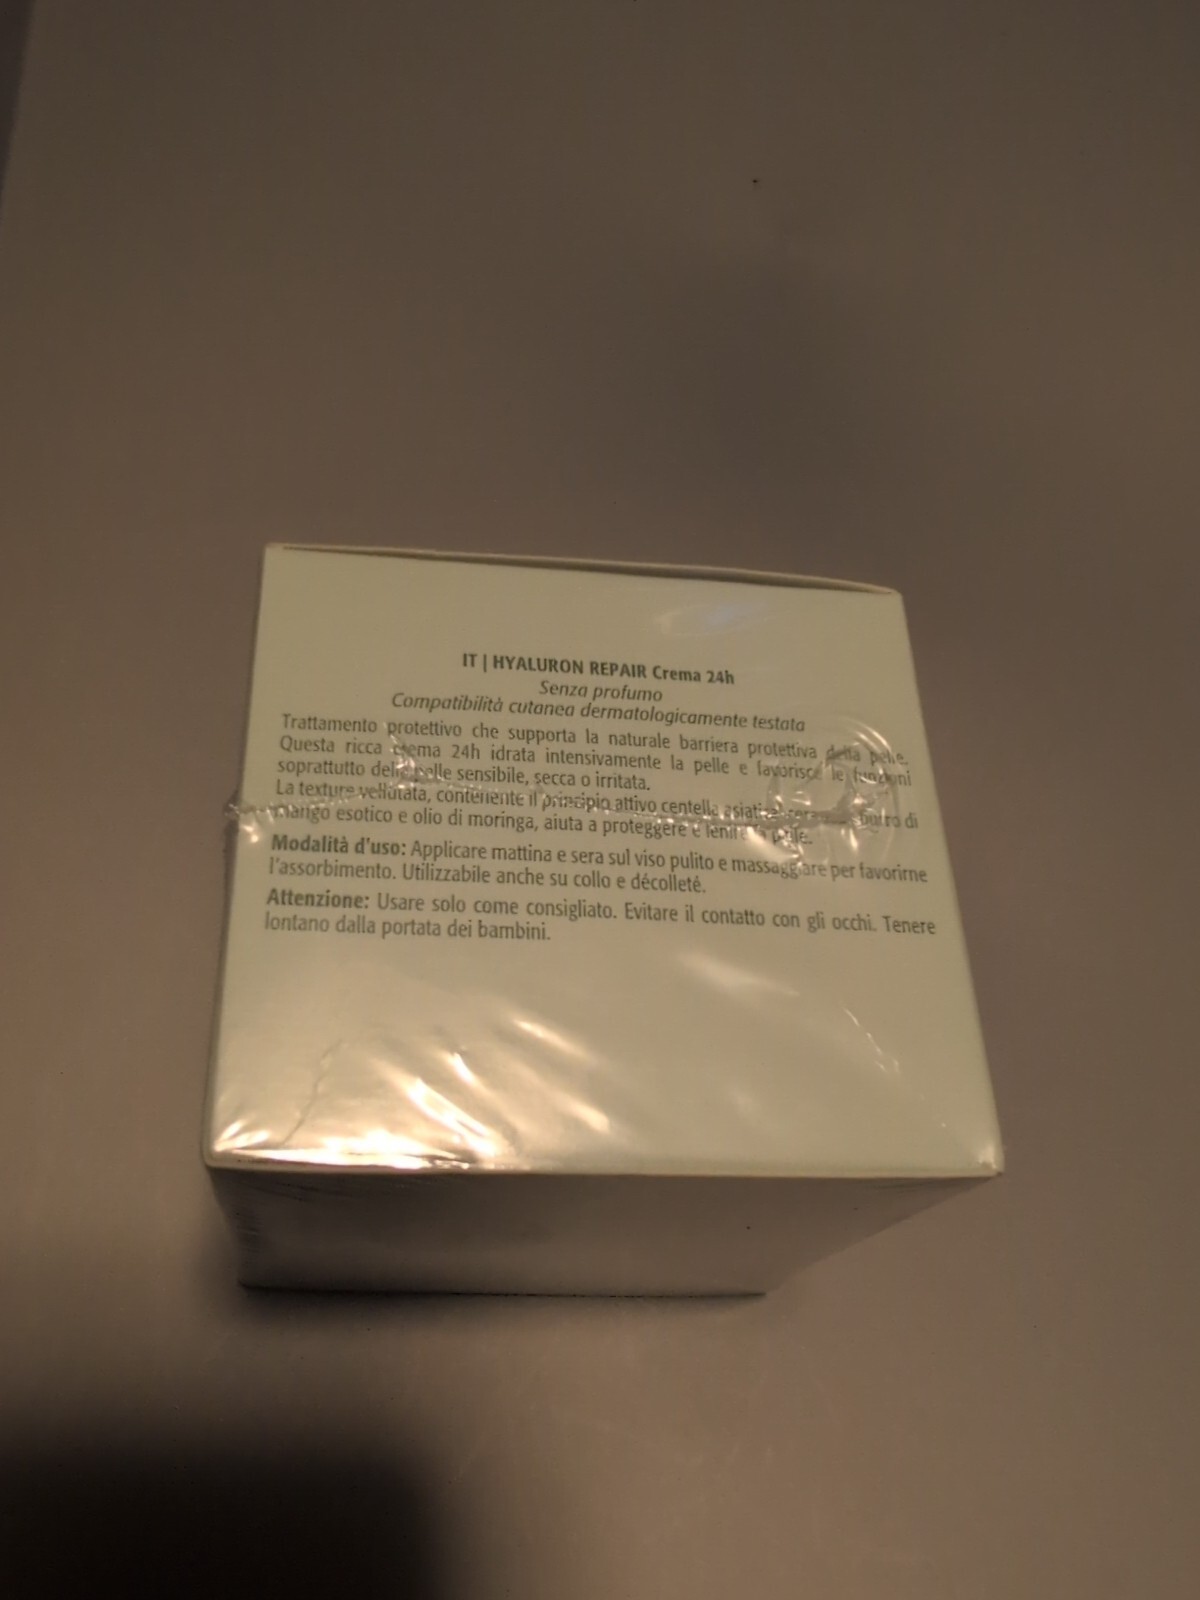 IT | HYALURON REPAIR Crema 24h
Senza profumo
Compatibilità cutanea dermatologicamente testata
Trattamento protettivo che supporta la naturale barriera protettiva della pelle.
Questa ricca crema 24h idrata intensivamente la pelle e favorisce le funzioni
soprattutto della pelle sensibile, secca o irritata.
La texture vellutata, contenente il principio attivo centella asiatica, burro di
mango esotico e olio di moringa, aiuta a proteggere e lenire la pelle.
Modalità d'uso: Applicare mattina e sera sul viso pulito e massaggiare per favorirne
l'assorbimento. Utilizzabile anche su collo e décolleté.
Attenzione: Usare solo come consigliato. Evitare il contatto con gli occhi. Tenere
lontano dalla portata dei bambini.